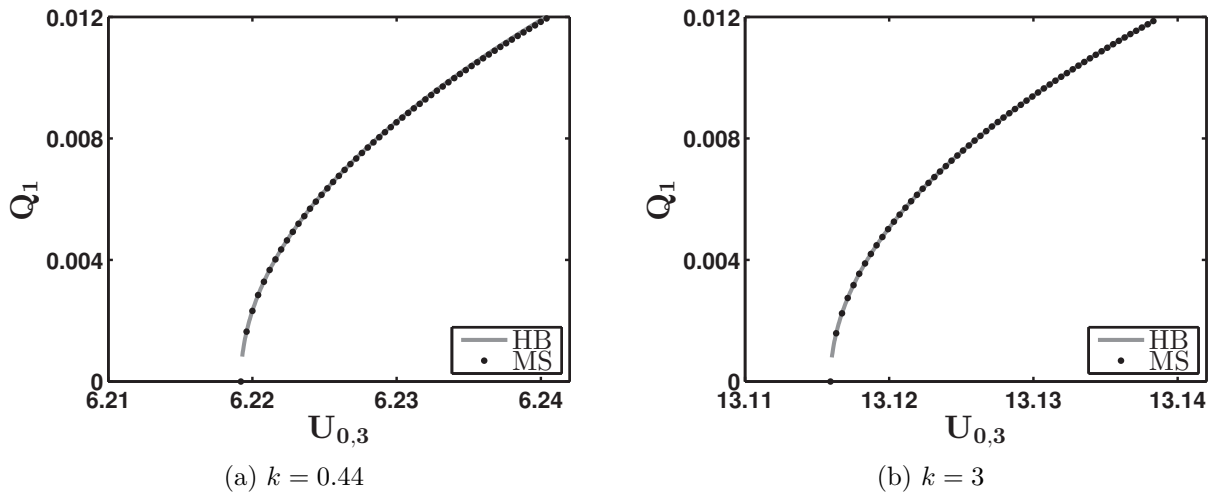 0.012
0.008
0.004
0
Q1
6.21
6.22
6.23
6.24
U0,3
HB
MS
(a) k = 0.44
0.012
0.008
0.004
0
Q1
13.11
13.12
13.13
13.14
U0,3
HB
MS
(b) k = 3